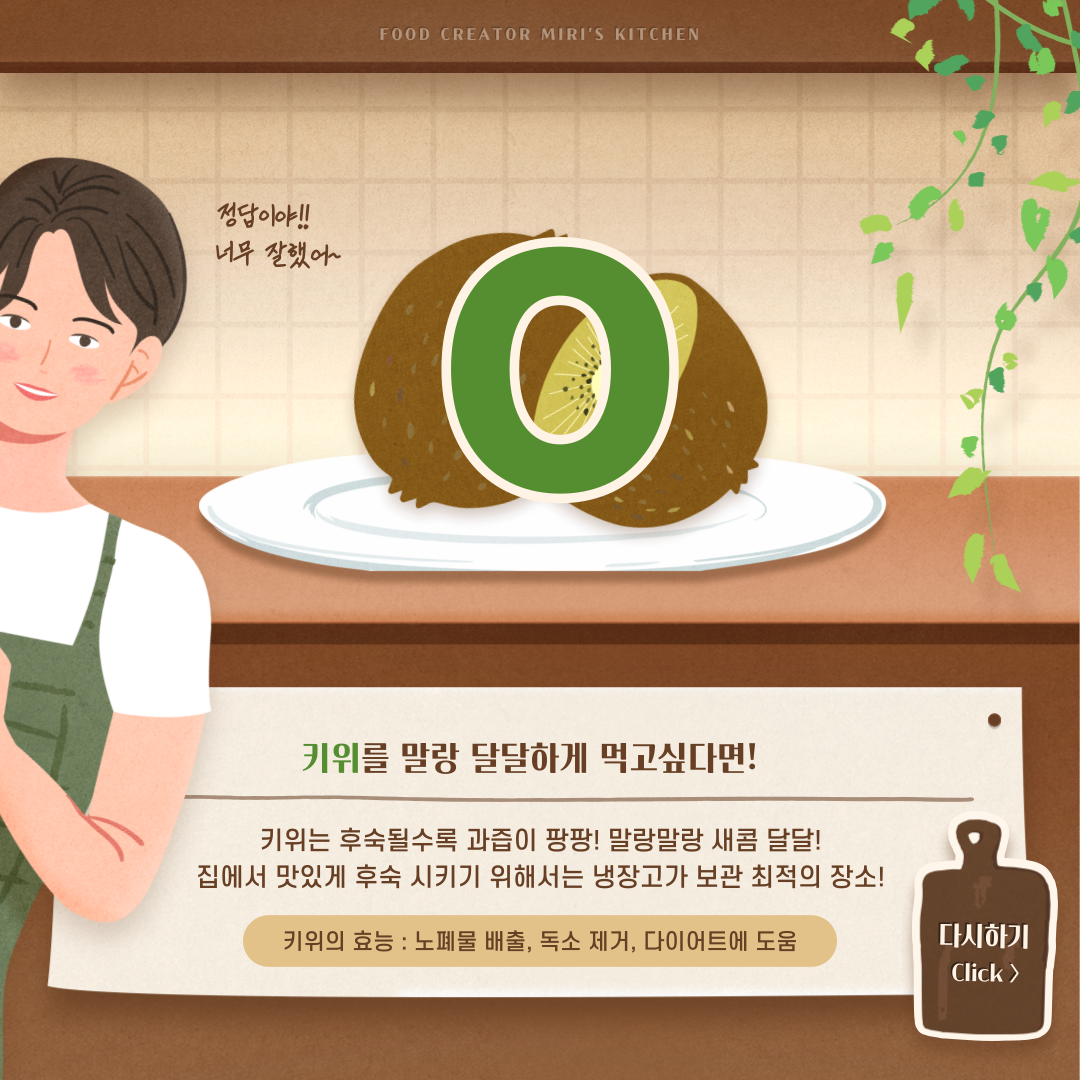 FOOD CREATOR MIRI'S KITCHEN
정답이야!!
너무 잘했어~
O
키위를 말랑 달달하게 먹고싶다면!
키위는 후숙될수록 과즙이 팡팡! 말랑말랑 새콤 달달!
집에서 맛있게 후숙 시키기 위해서는 냉장고가 보관 최적의 장소!
키위의 효능 : 노폐물 배출, 독소 제거, 다이어트에 도움
다시하기
Click 〉